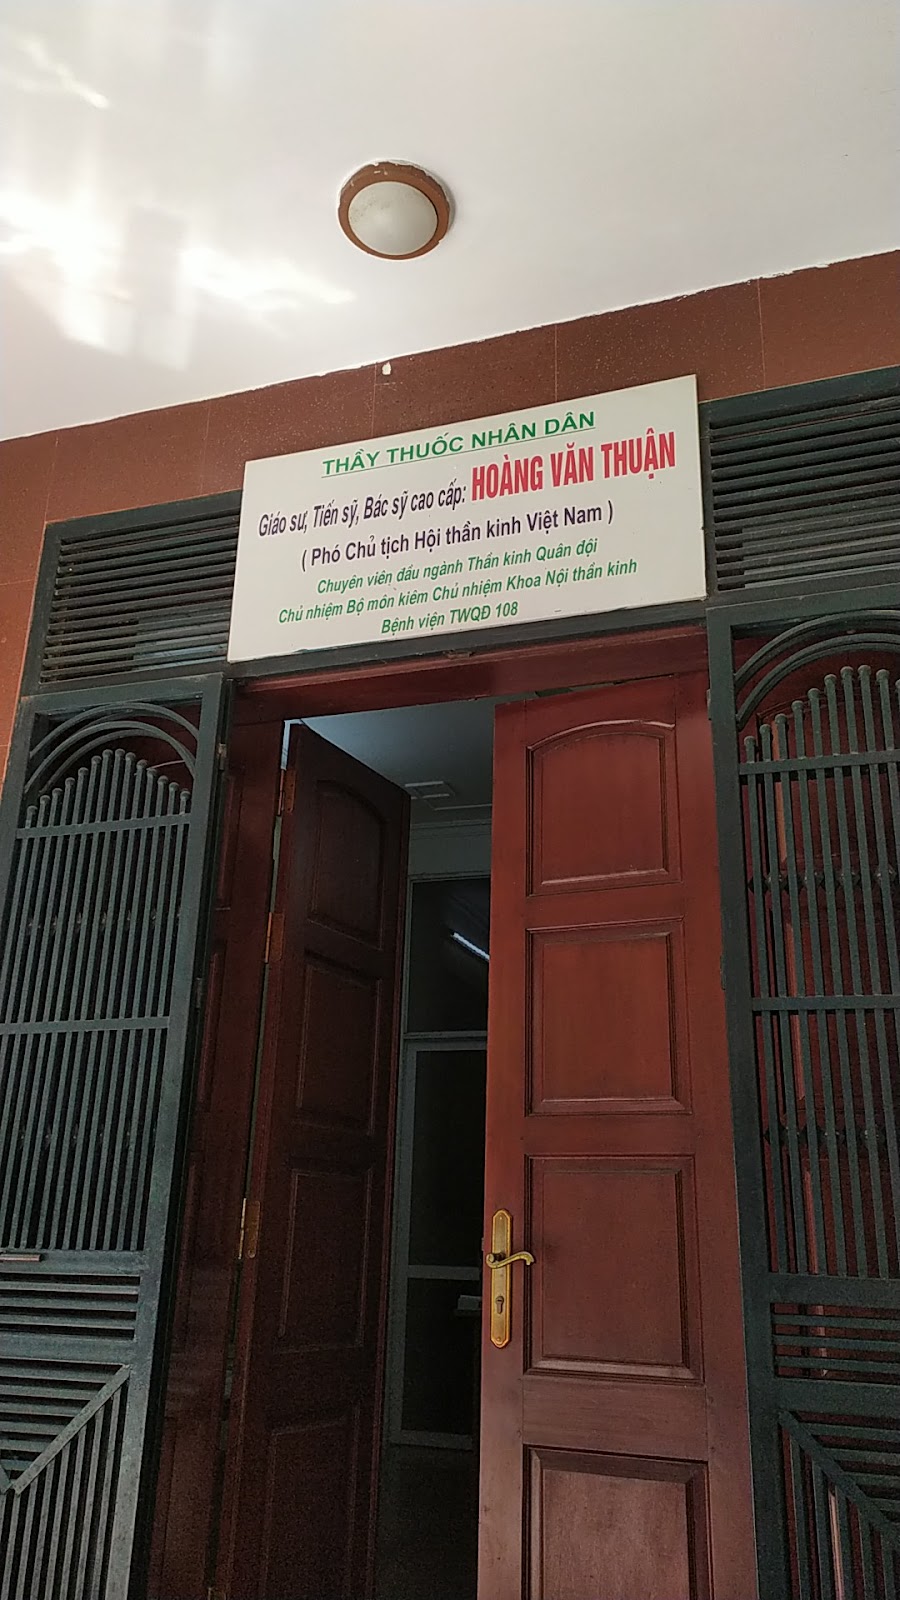 THẦY THUỐC NHÂN DÂN
Giáo sư, Tiến sỹ, Bác sỹ cao cấp: HOÀNG VĂN THUẬN
( Phó Chủ tịch Hội thần kinh Việt Nam )
Chuyên viên đầu ngành Thần kinh Quân đội
Chủ nhiệm Bộ môn kiêm Chủ nhiệm Khoa Nội thần kinh
Bệnh viện TWQĐ 108